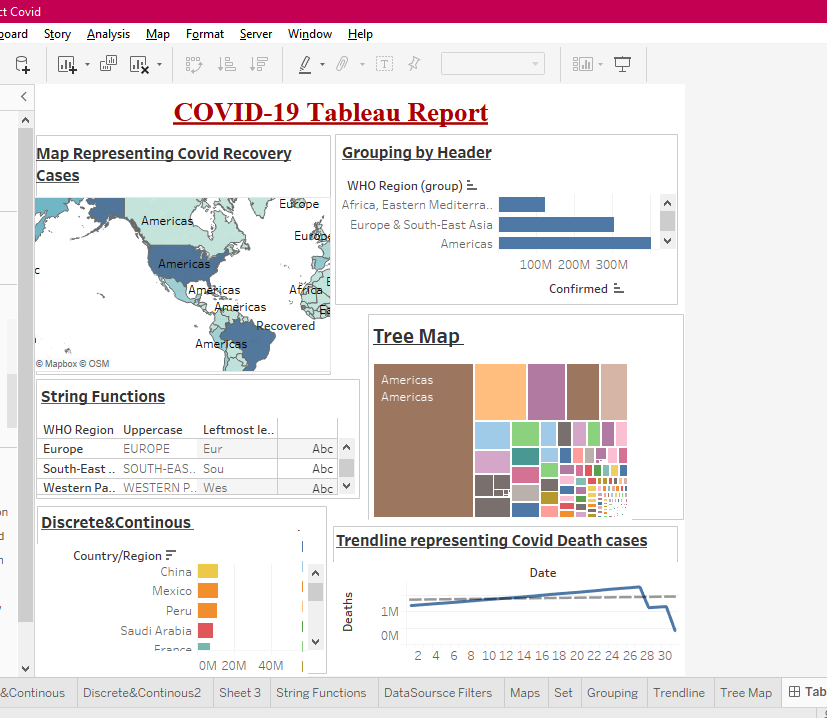 ct Covid
board Story Analysis Map Format Server Window Help
COVID-19 Tableau Report
Map Representing Covid Recovery
Cases
Americas
Europe
Europe
Americas
Americas
Africa
Americas
Recovered
Americas
© Mapbox © OSM
Grouping by Header
WHO Region (group)
Africa, Eastern Mediterra..
Europe & South-East Asia
Americas
100M 200M 300M
Confirmed
Tree Map
Americas
Americas
String Functions
WHO Region Uppercase Leftmost le..
Europe EUROPE Eur Abc
South-East .. SOUTH-EAS.. Sou Abc
Western Pa.. WESTERN P.. Wes Abc
Discrete&Continous
Country/Region
China
Mexico
Peru
Saudi Arabia
France
0M 20M 40M
Trendline representing Covid Death cases
Date
Deaths
1M
0M
2 4 6 8 10 12 14 16 18 20 22 24 26 28 30
&Continous Discrete&Continous2 Sheet 3 String Functions DataSoursce Filters Maps Set Grouping Trendline Tree Map Tab